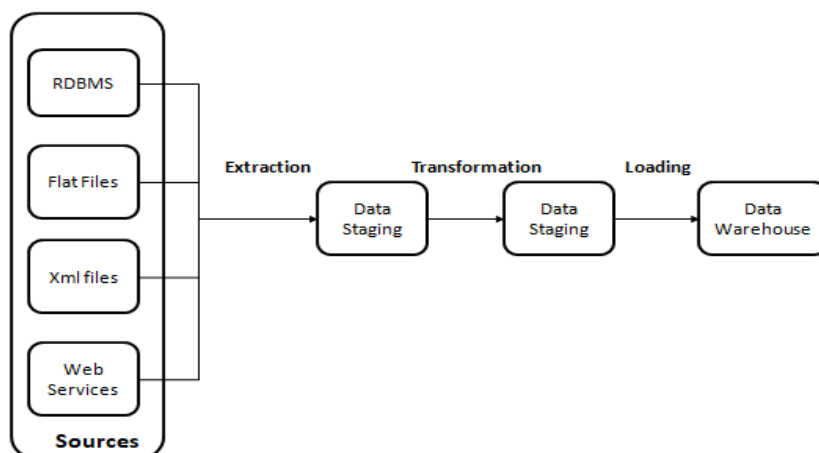 RDBMS
Flat Files
Xml files
Web
Services
Sources
Extraction
Data
Staging
Transformation
Data
Staging
Loading
Data
Warehouse